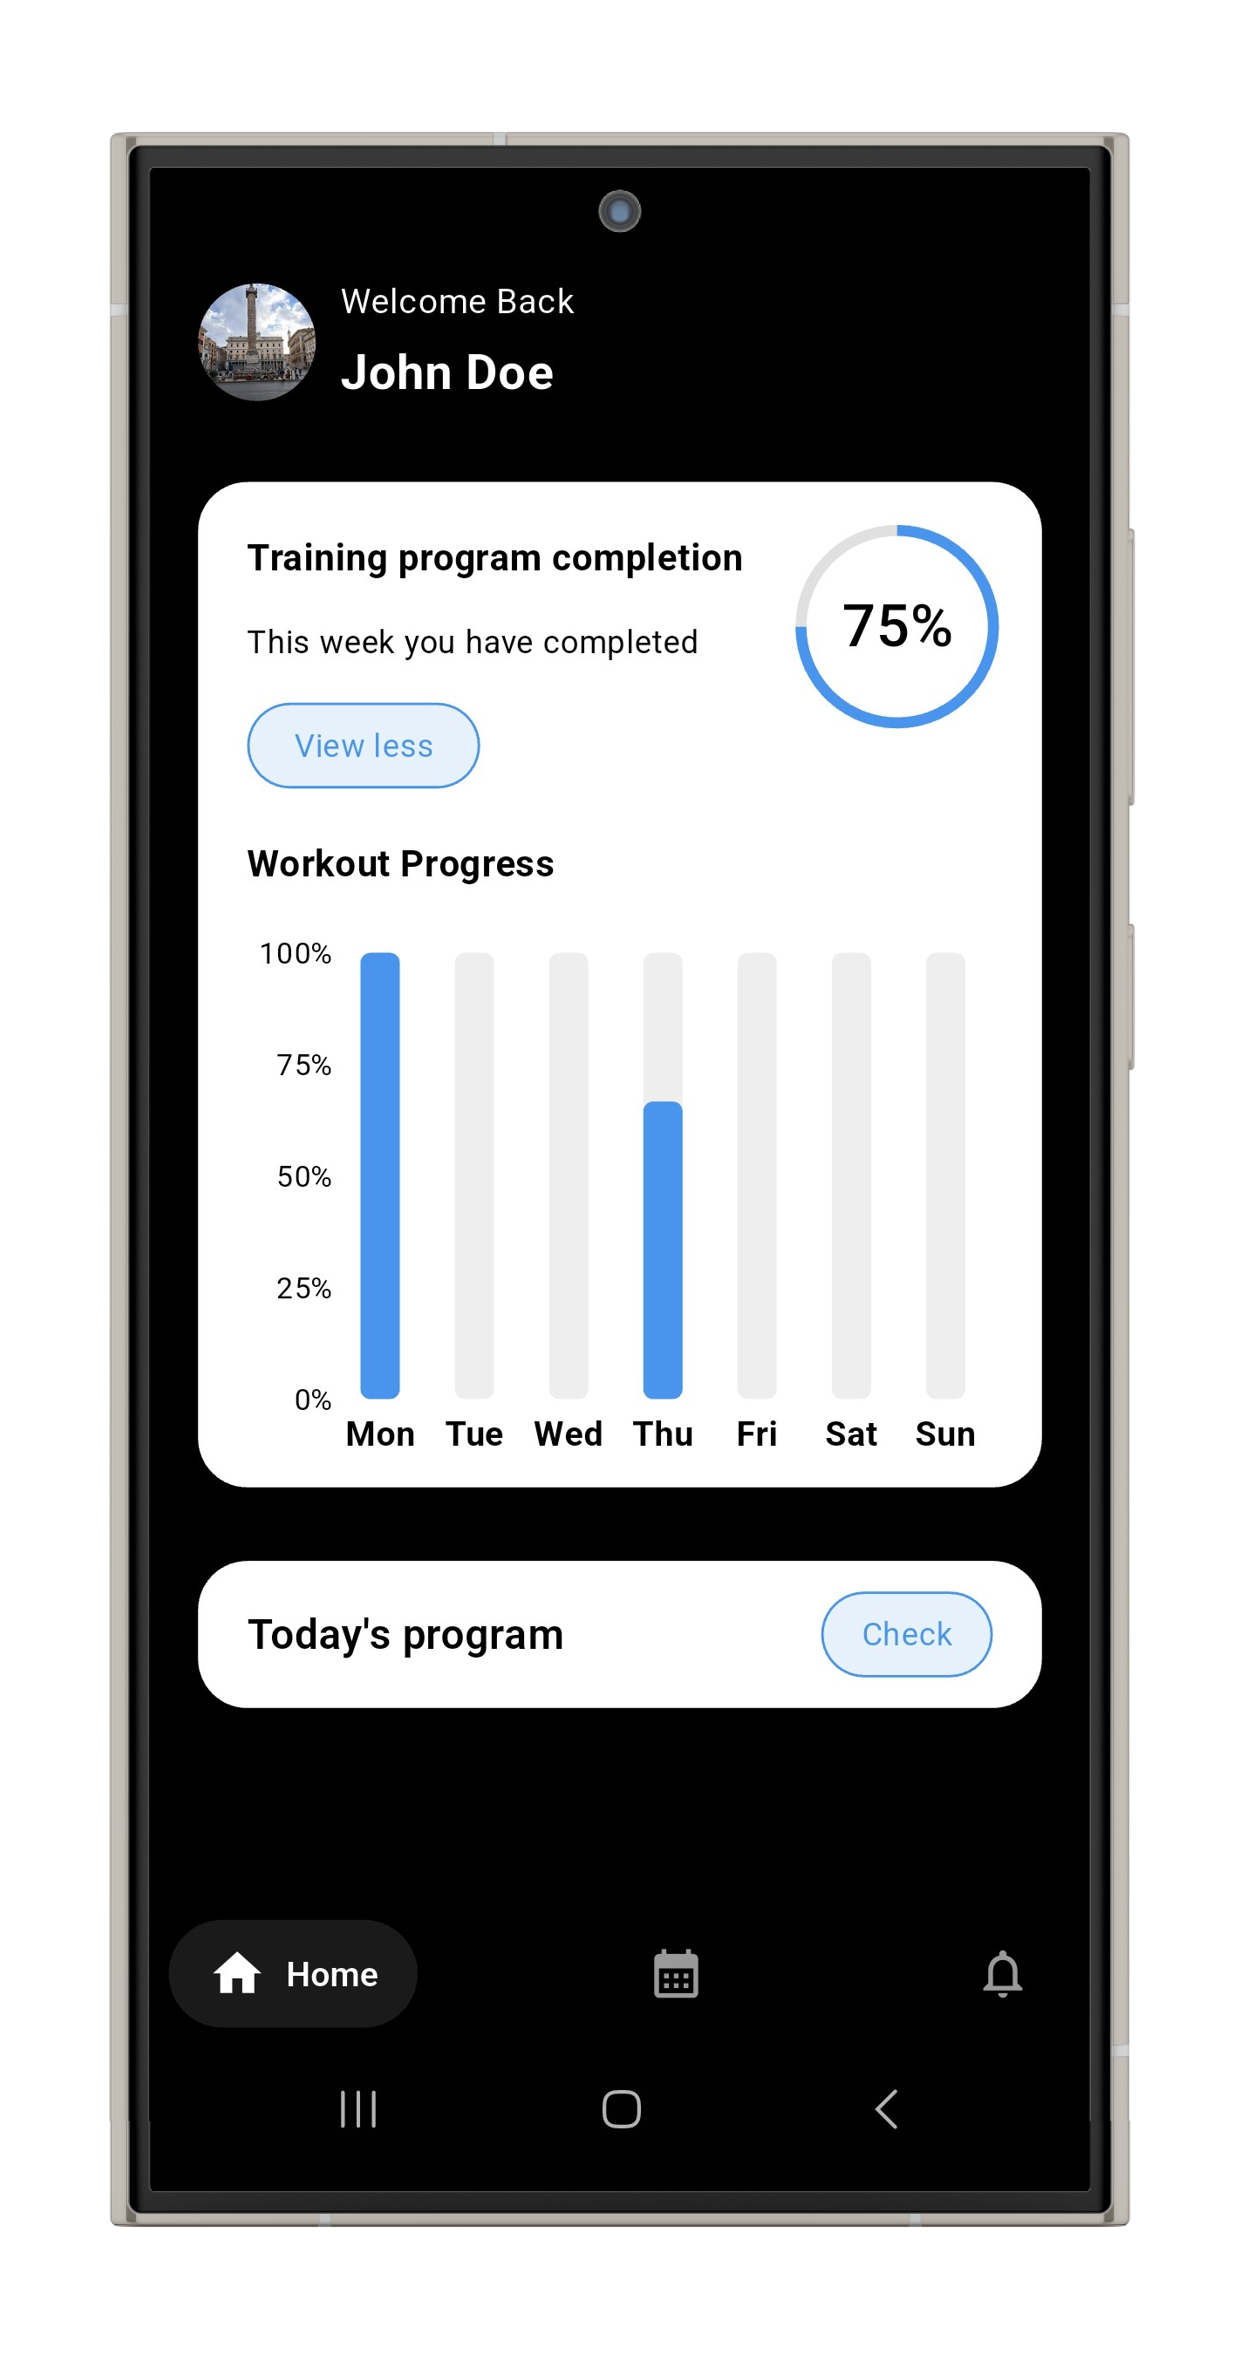 Welcome Back
John Doe
Training program completion
75%
This week you have completed
View less
Workout Progress
100%
75%
50%
25%
0%
Mon Tue Wed Thu Fri Sat Sun
Today's program
Check
Home